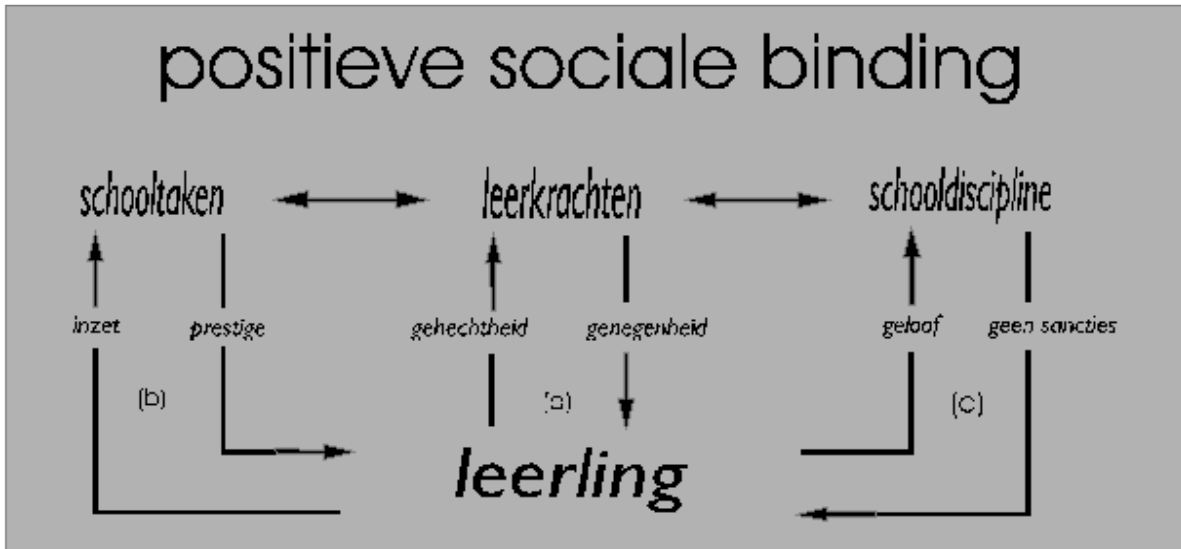 positieve sociale binding
schooltaken leerkrachten schooldiscipline
inzet prestige gehechtheid genegenheid geloof geen sancties
(b) (a) (c)
leerling